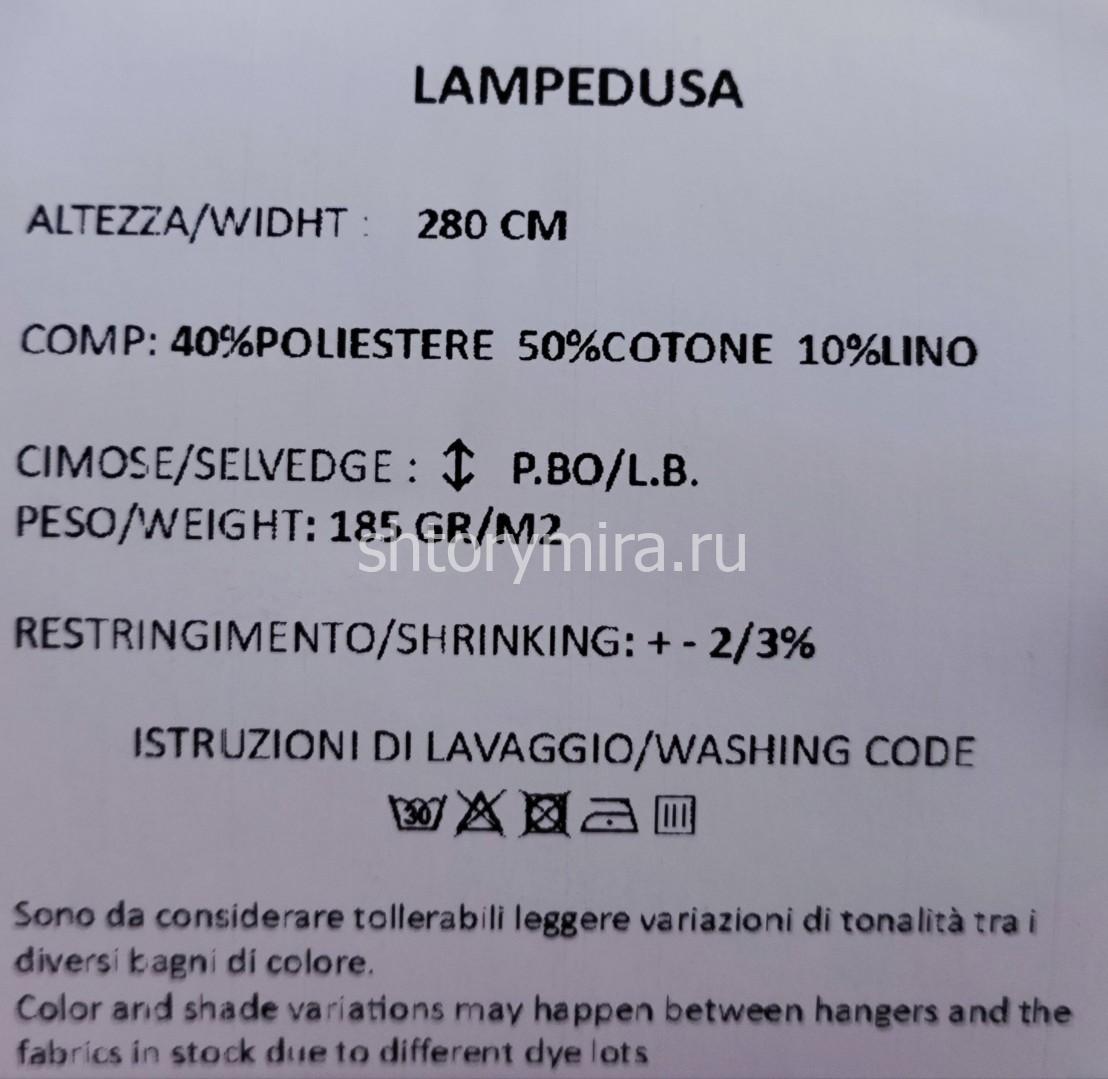 LAMPEDUSA
ALTEZZA/WIDHT : 280 CM
COMP: 40%POLIESTERE 50%COTONE 10%LINO
CIMOSE/SELVEDGE : ↕ P.BO/L.B.
PESO/WEIGHT: 185 GR/M2
shtorymira.ru
RESTRINGIMENTO/SHRINKING: + - 2/3%
ISTRUZIONI DI LAVAGGIO/WASHING CODE
30
Sono da considerare tollerabili leggere variazioni di tonalità tra i
diversi bagni di colore.
Color and shade variations may happen between hangers and the
fabrics in stock due to different dye lots